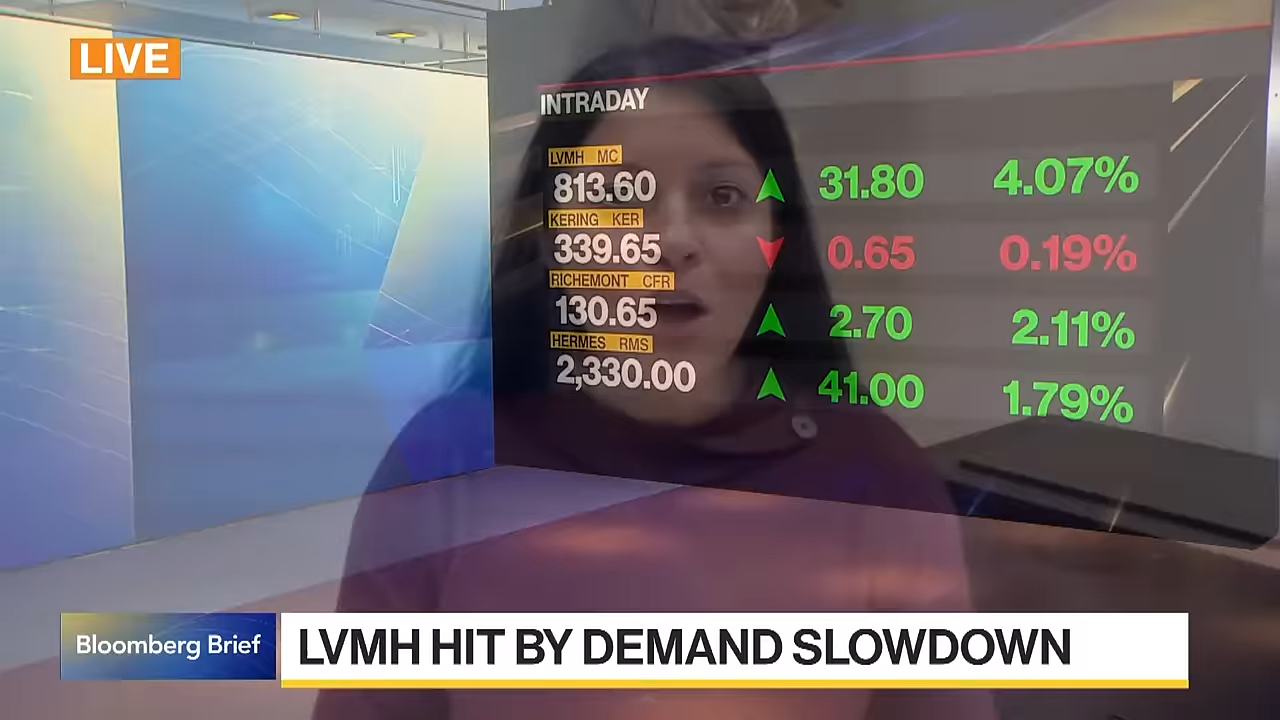 LIVE
INTRADAY
LVMH MC
813.60 31.80 4.07%
KERING KER
339.65 0.65 0.19%
RICHEMONT CFR
130.65 2.70 2.11%
HERMES RMS
2,330.00 41.00 1.79%
Bloomberg Brief
LVMH HIT BY DEMAND SLOWDOWN